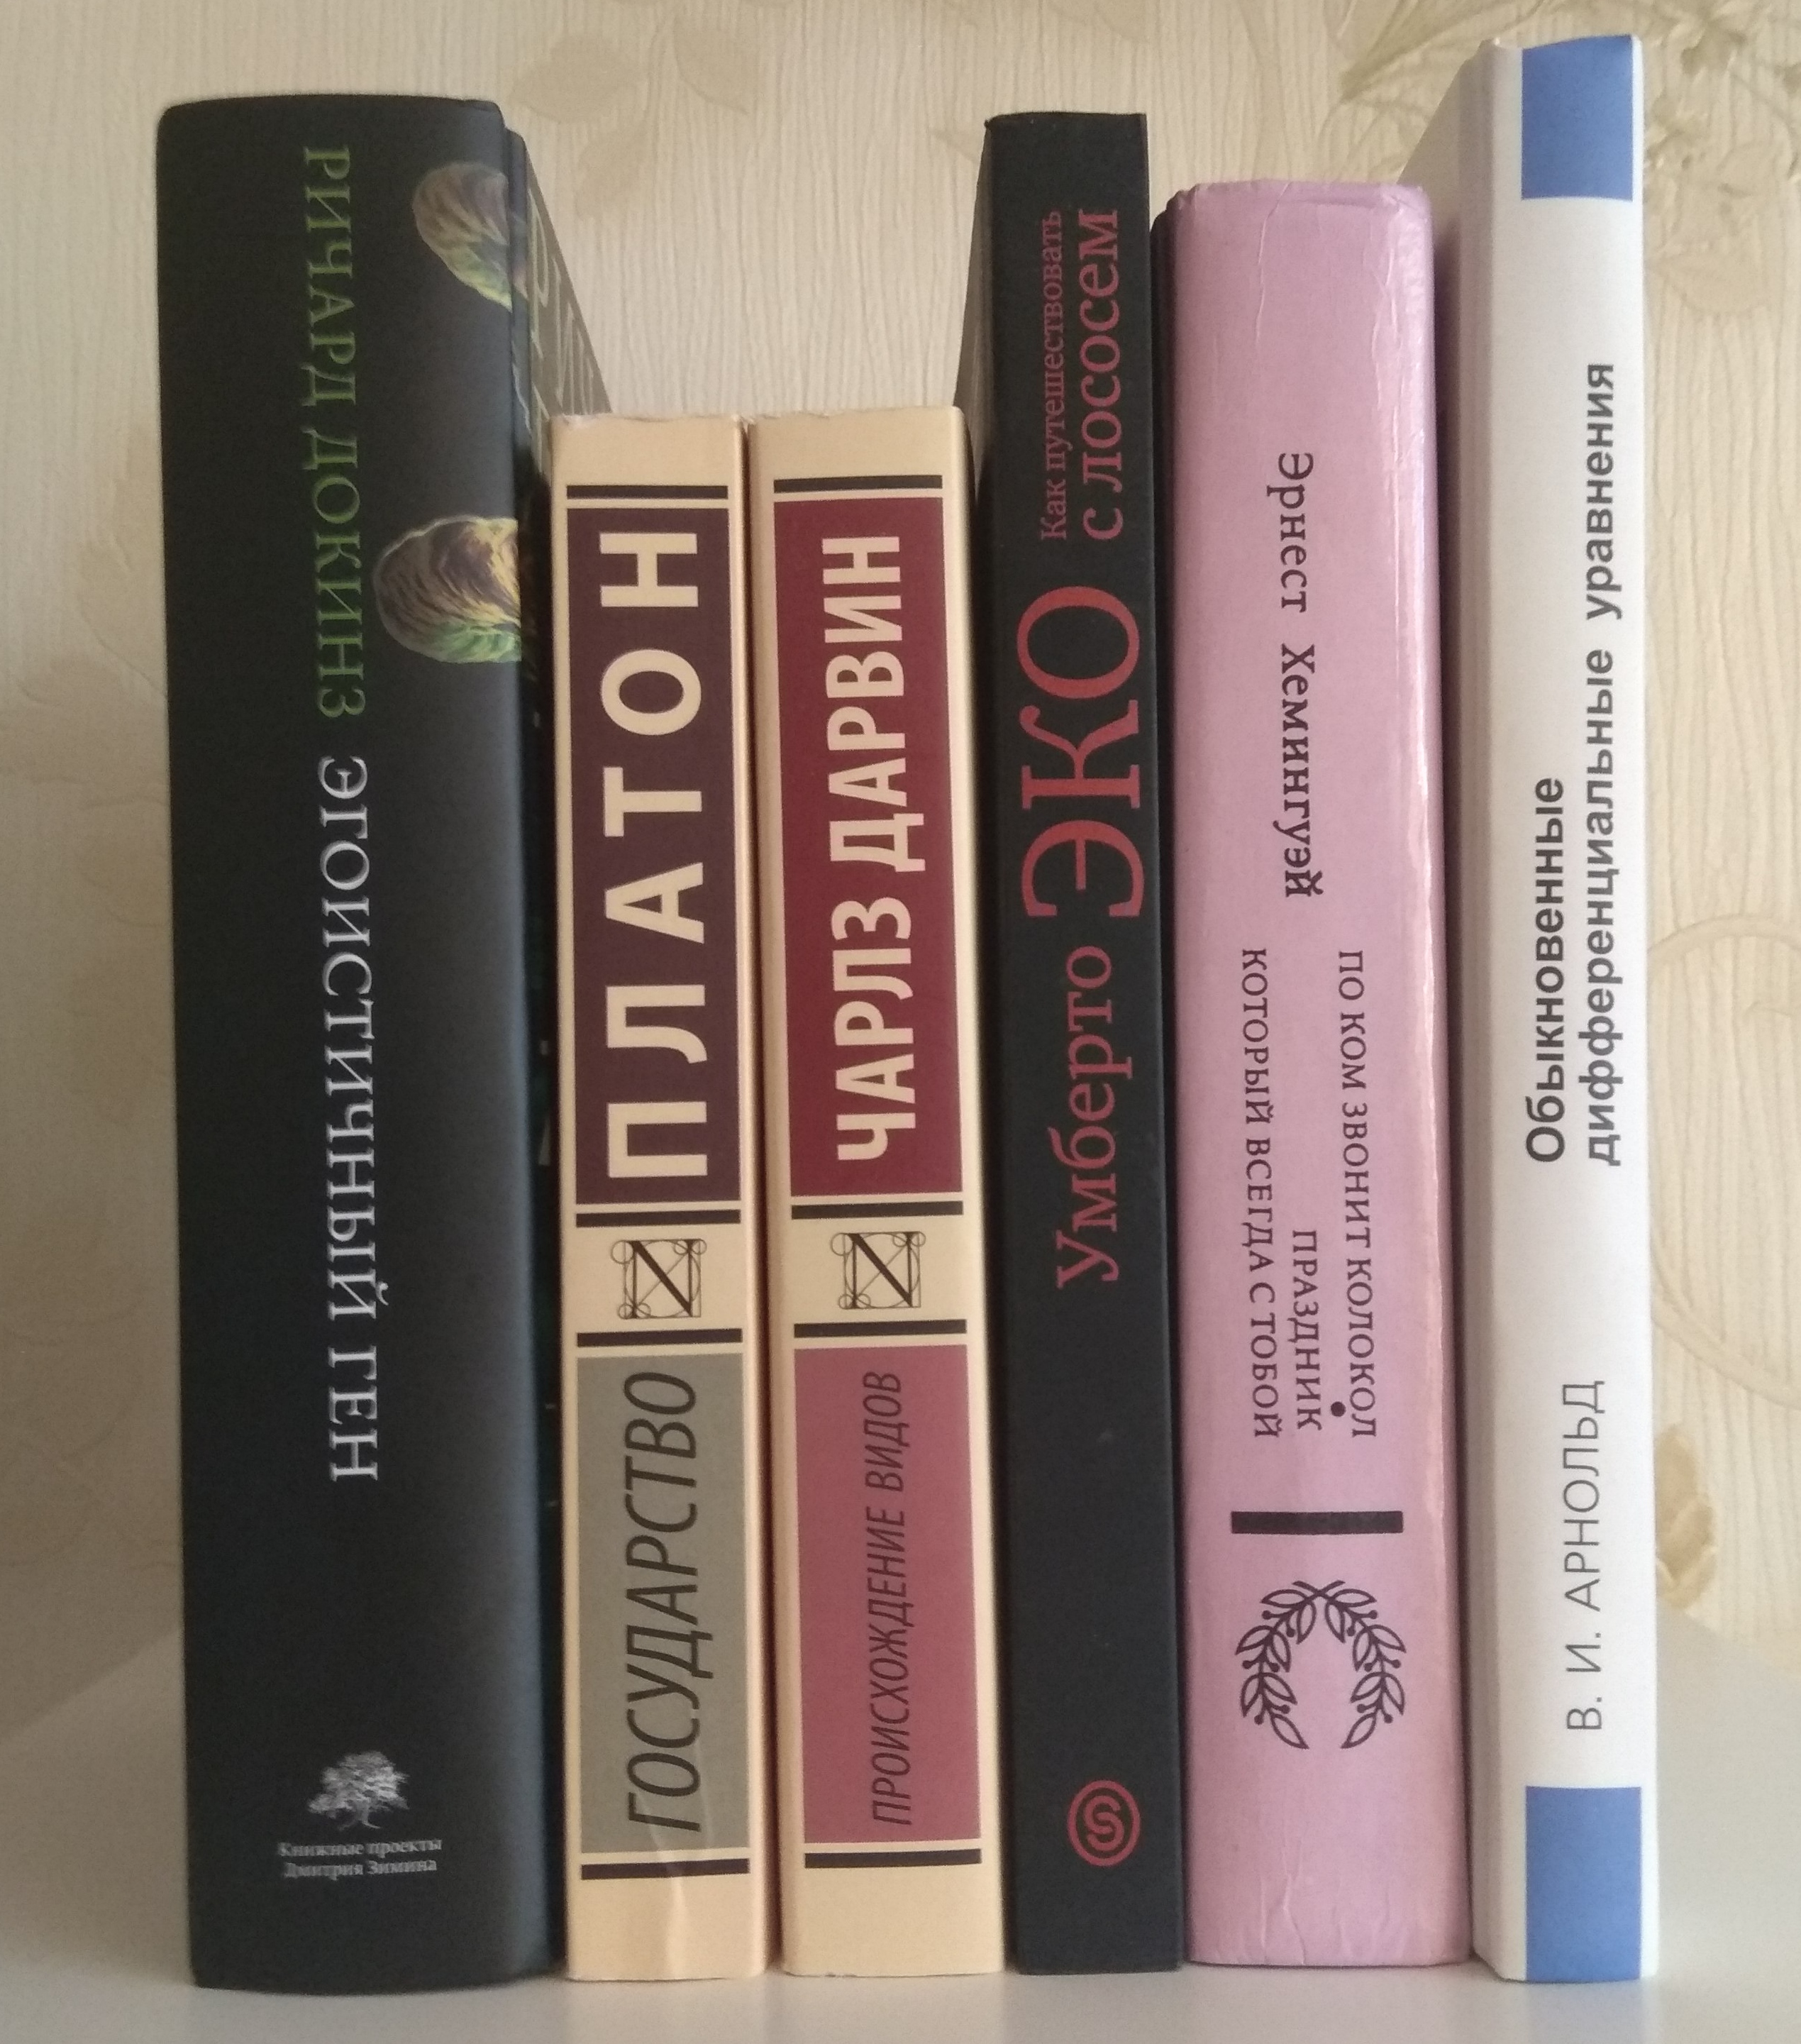 РИЧАРД ДОКИНЗ ЭГОИСТИЧНЫЙ ГЕН
Книжные проекты
Дмитрия Зимина
ПЛАТОН
ГОСУДАРСТВО
ЧАРЛЗ ДАРВИН
ПРОИСХОЖДЕНИЕ ВИДОВ
Умберто ЭКО
Как путешествовать
с лососем
Эрнест Хемингуэй
ПО КОМ ЗВОНИТ КОЛОКОЛ
ПРАЗДНИК
КОТОРЫЙ ВСЕГДА С ТОБОЙ
В. И. АРНОЛЬД
Обыкновенные
дифференциальные уравнения